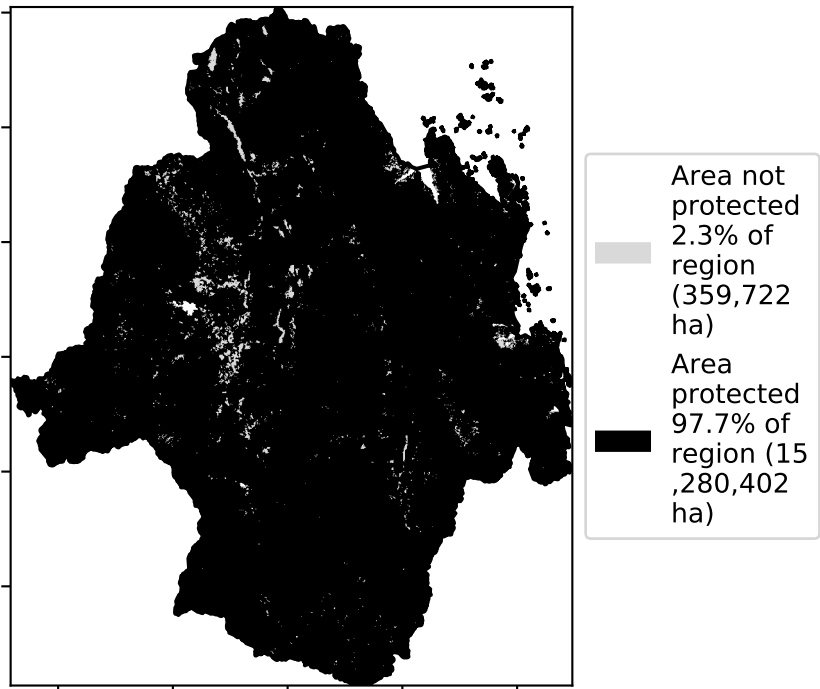 Area not
protected
2.3% of
region
(359,722
ha)
Area
protected
97.7% of
region (15
,280,402
ha)